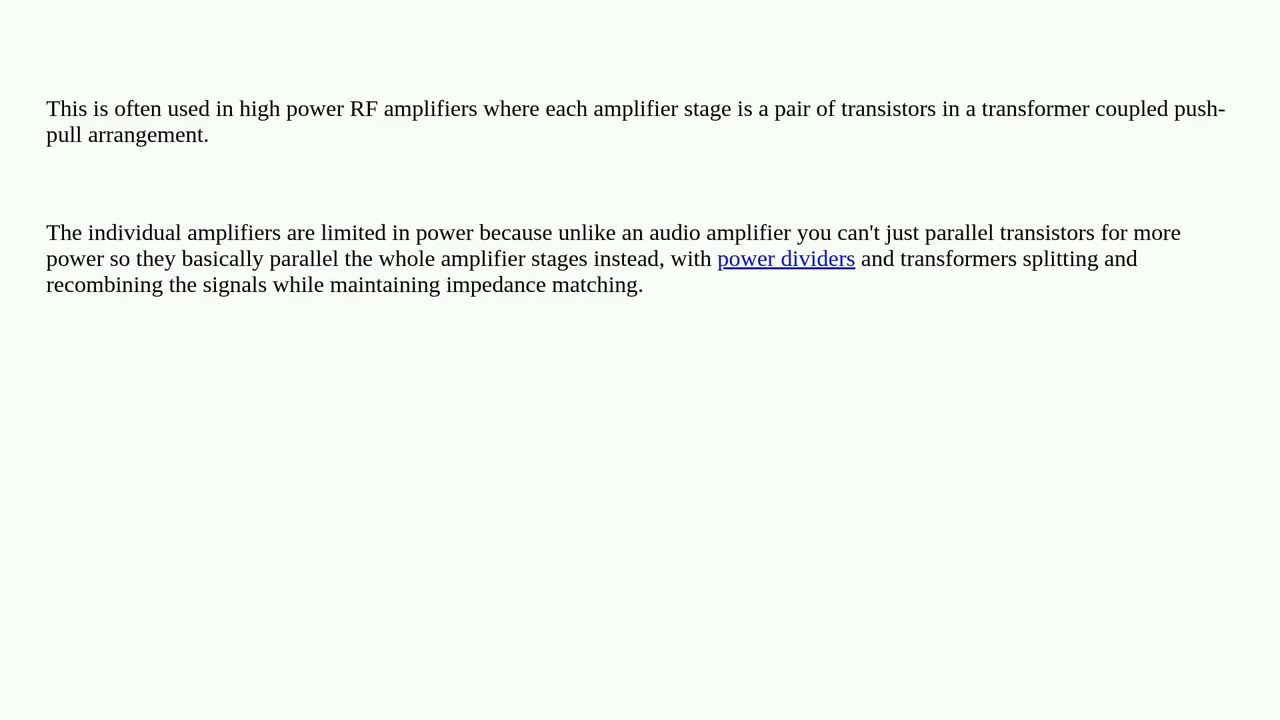 This is often used in high power RF amplifiers where each amplifier stage is a pair of transistors in a transformer coupled push-
pull arrangement.
The individual amplifiers are limited in power because unlike an audio amplifier you can't just parallel transistors for more
power so they basically parallel the whole amplifier stages instead, with power dividers and transformers splitting and
recombining the signals while maintaining impedance matching.